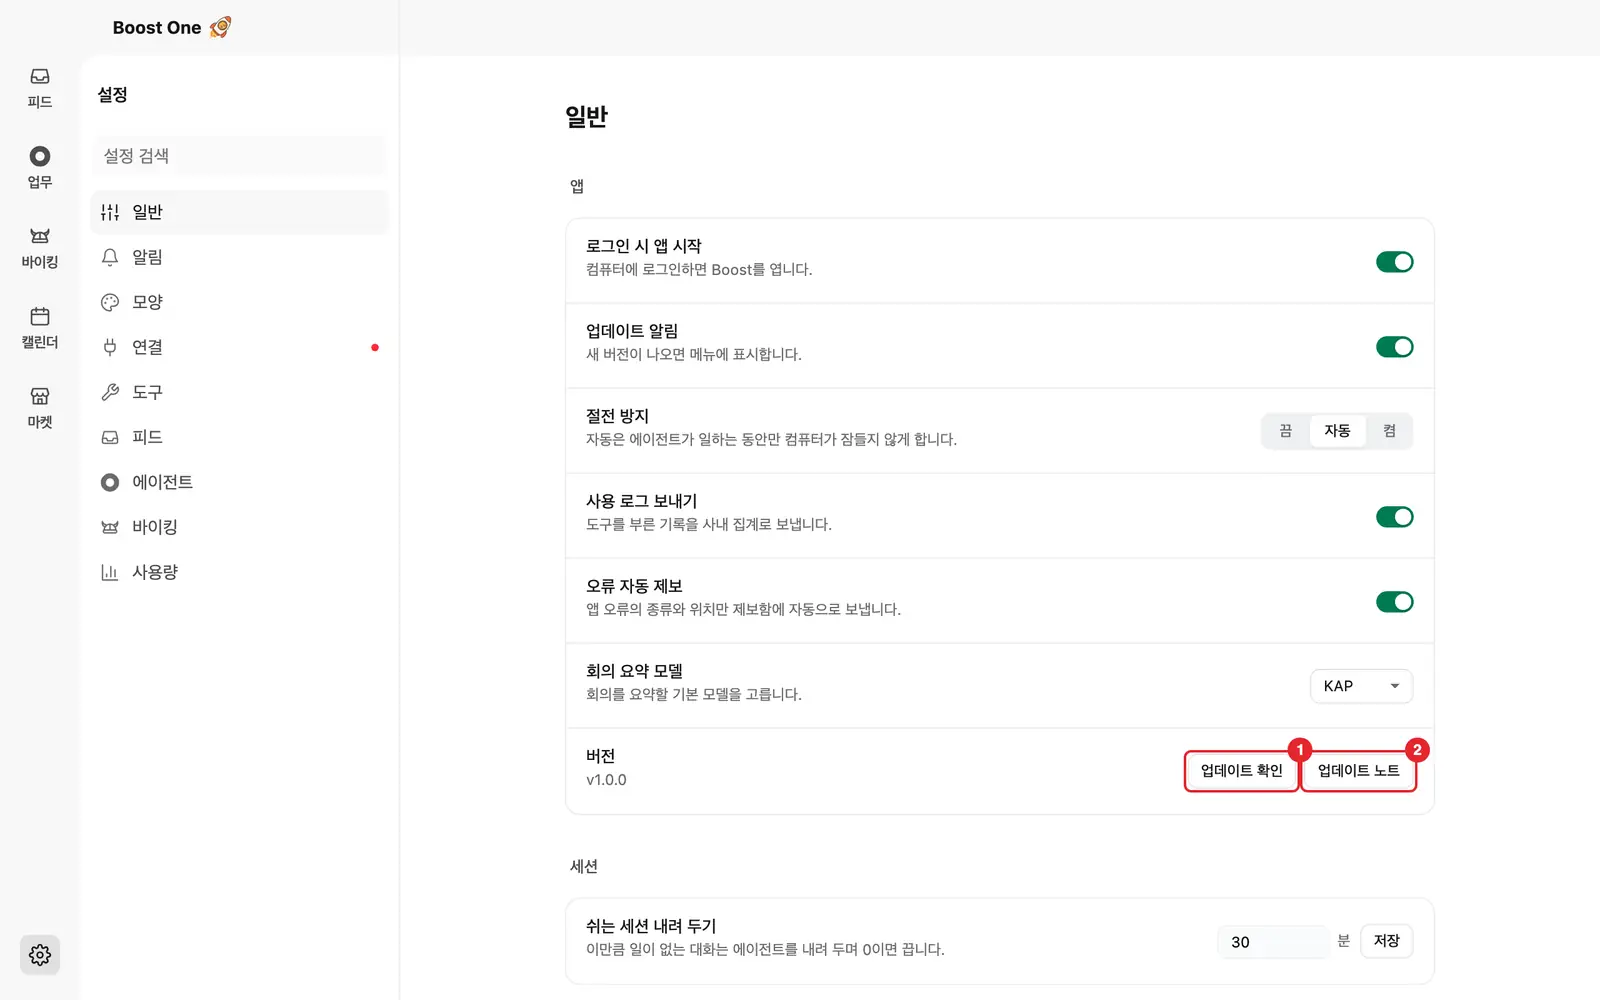 Boost One 🚀
피드
업무
바이킹
캘린더
마켓
설정
설정 검색
일반
알림
모양
연결
도구
피드
에이전트
바이킹
사용량
일반
앱
로그인 시 앱 시작
컴퓨터에 로그인하면 Boost를 엽니다.
업데이트 알림
새 버전이 나오면 메뉴에 표시합니다.
절전 방지
자동은 에이전트가 일하는 동안만 컴퓨터가 잠들지 않게 합니다.
끔 자동 켬
사용 로그 보내기
도구를 부른 기록을 사내 집계로 보냅니다.
오류 자동 제보
앱 오류의 종류와 위치만 제보함에 자동으로 보냅니다.
회의 요약 모델
회의를 요약할 기본 모델을 고릅니다.
KAP
버전
v1.0.0
1 2
업데이트 확인 업데이트 노트
세션
쉬는 세션 내려 두기
이만큼 일이 없는 대화는 에이전트를 내려 두며 0이면 끕니다.
30 분 저장